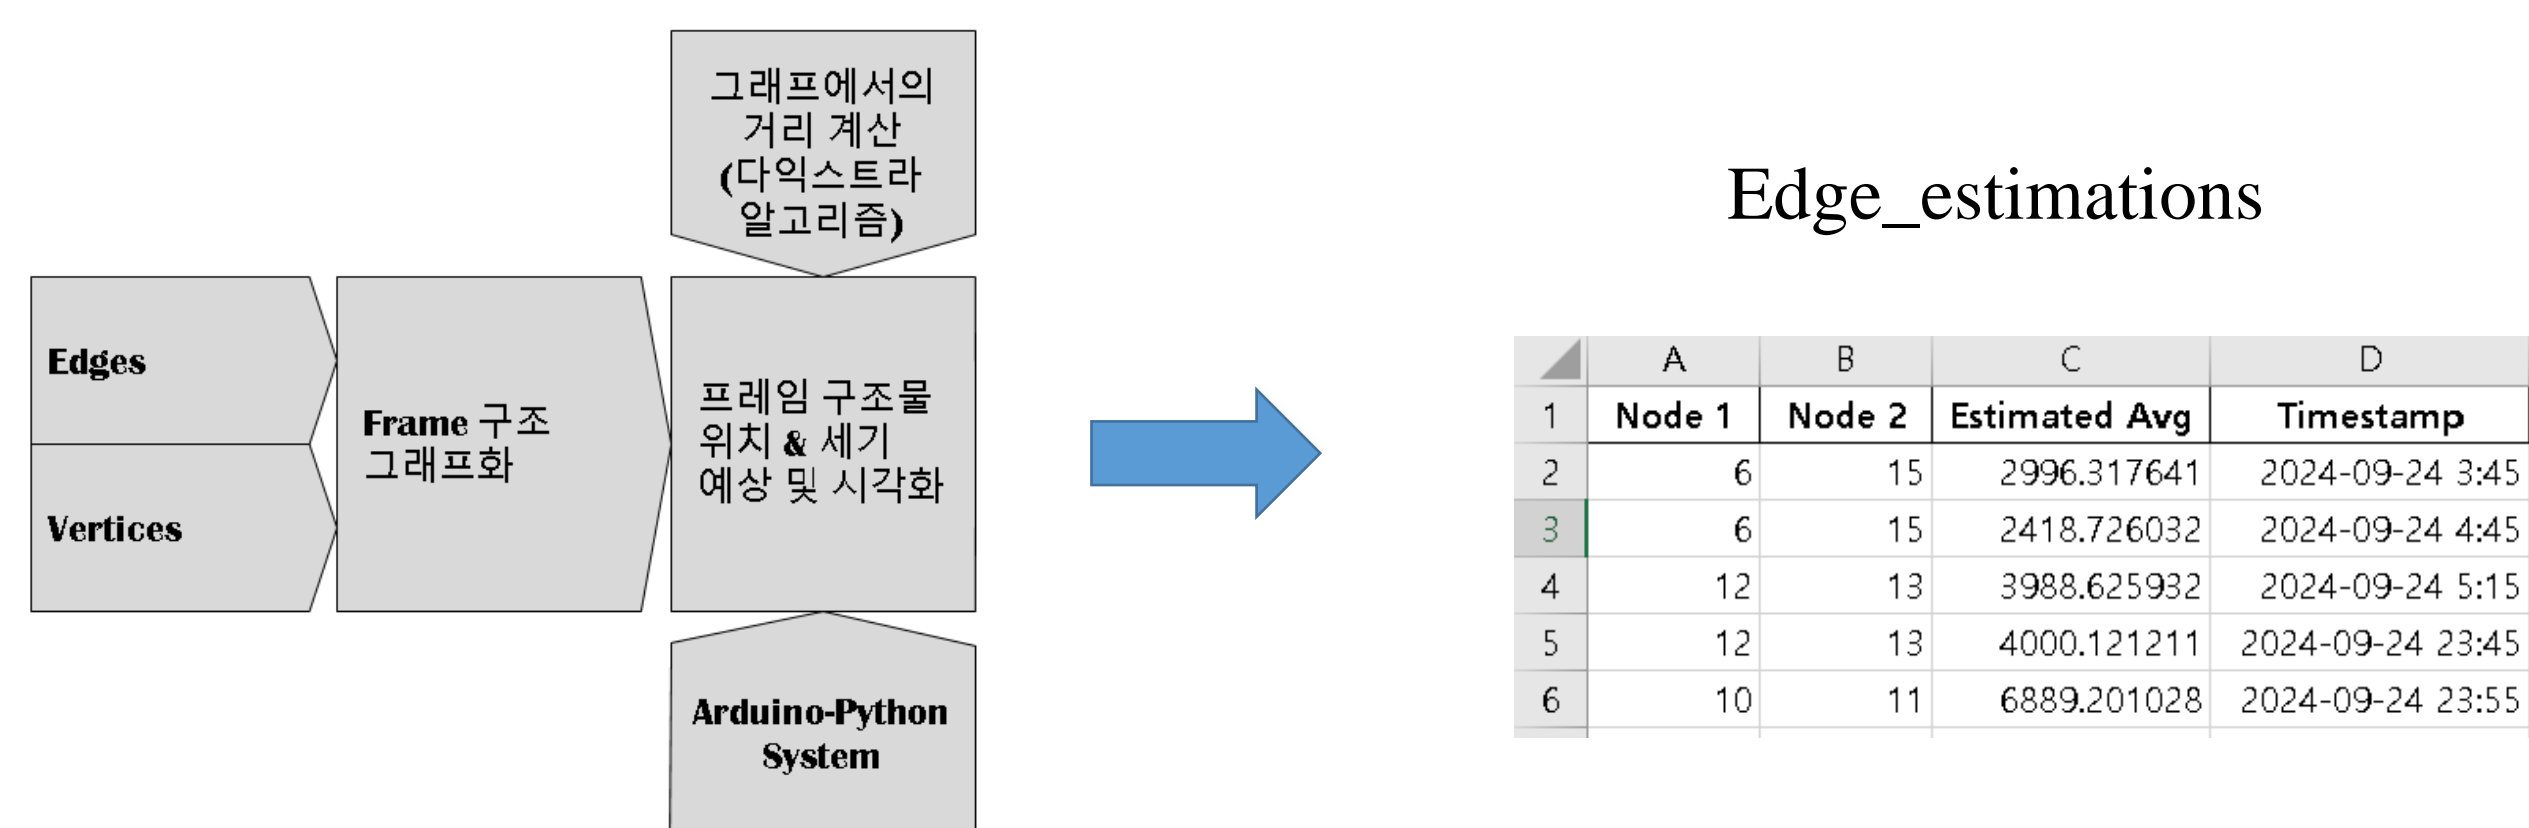 그래프에서의
거리 계산
(다익스트라
알고리즘)
Edges
Vertices
Frame 구조
그래프화
프레임 구조물
위치 & 세기
예상 및 시각화
Arduino-Python
System
Edge_estimations
A B C D
1 Node 1 Node 2 Estimated Avg Timestamp
2 6 15 2996.317641 2024-09-24 3:45
3 6 15 2418.726032 2024-09-24 4:45
4 12 13 3988.625932 2024-09-24 5:15
5 12 13 4000.121211 2024-09-24 23:45
6 10 11 6889.201028 2024-09-24 23:55